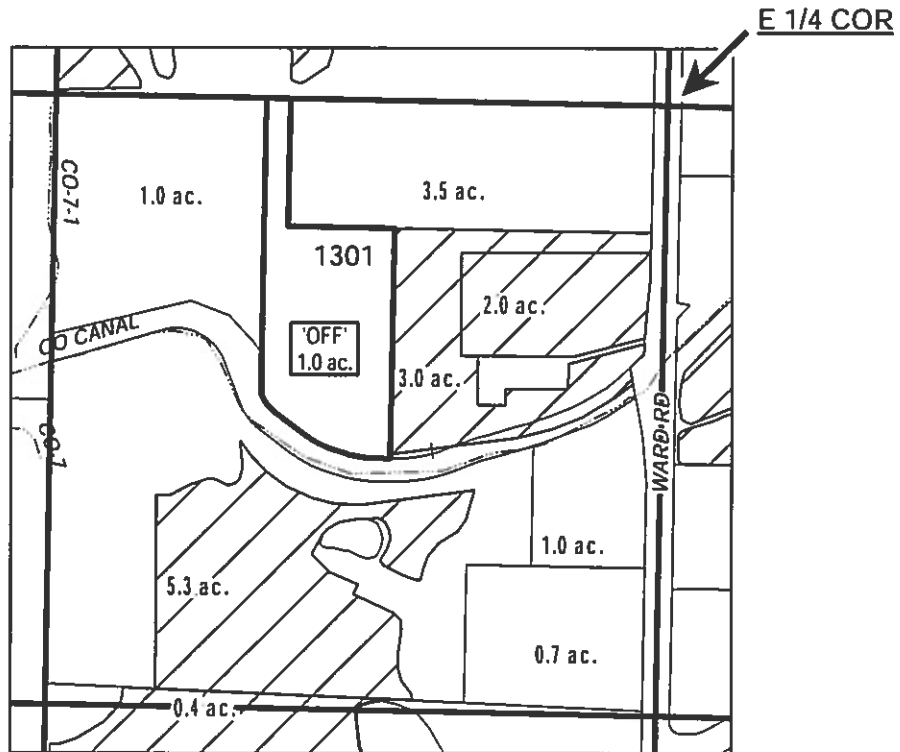 E 1/4 COR
CO-7-1
1.0 ac.
3.5 ac.
1301
2.0 ac.
'OFF'
1.0 ac.
CO CANAL
3.0 ac.
WARD RD
CO-7
1.0 ac.
5.3 ac.
0.7 ac.
0.4 ac.